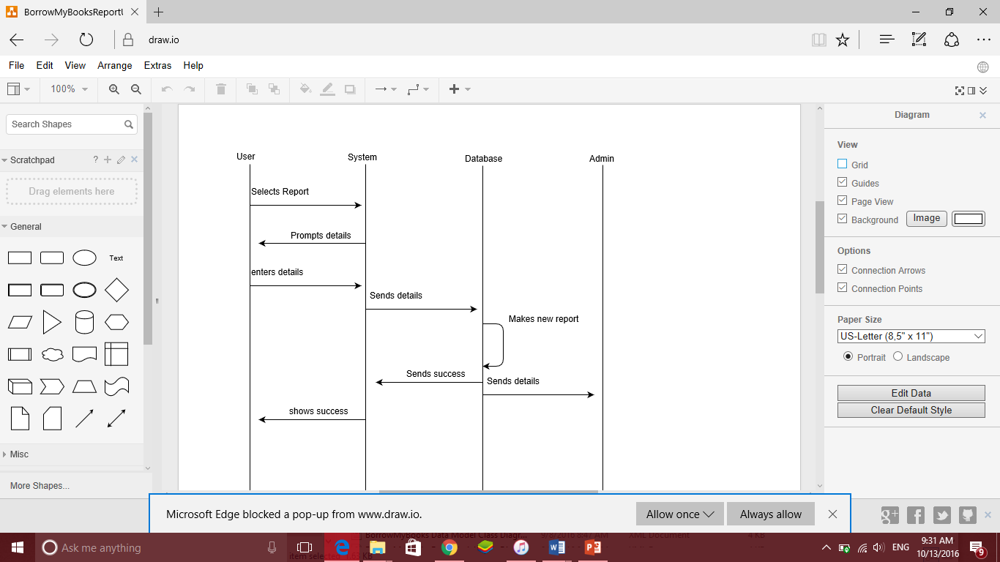 BorrowMyBooksReportU
draw.io
File Edit View Arrange Extras Help
100%
Search Shapes
Scratchpad ?
Drag elements here
General
Text
Misc
More Shapes...
User System Database Admin
Selects Report
Prompts details
enters details
Sends details
Makes new report
Sends success
Sends details
shows success
Diagram
View
Grid
Guides
Page View
Background Image
Options
Connection Arrows
Connection Points
Paper Size
US-Letter (8,5" x 11")
Portrait Landscape
Edit Data
Clear Default Style
Microsoft Edge blocked a pop-up from www.draw.io.
Allow once Always allow
BorrowMyBooks Data Model Class Diagr... 9/8/2016 8:47 AM XML Document 4 KB
item selected
KB
Ask me anything
ENG
9:31 AM
10/13/2016
9